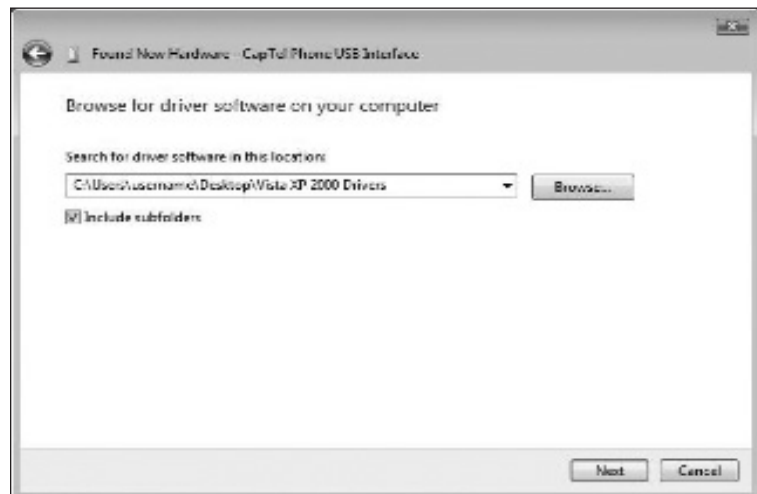 Found New Hardware - CapTel Phone USB Interface
Browse for driver software on your computer
Search for driver software in this location:
C:\Users\username\Desktop\Vista XP 2000 Drivers
Browse...
Include subfolders
Next
Cancel